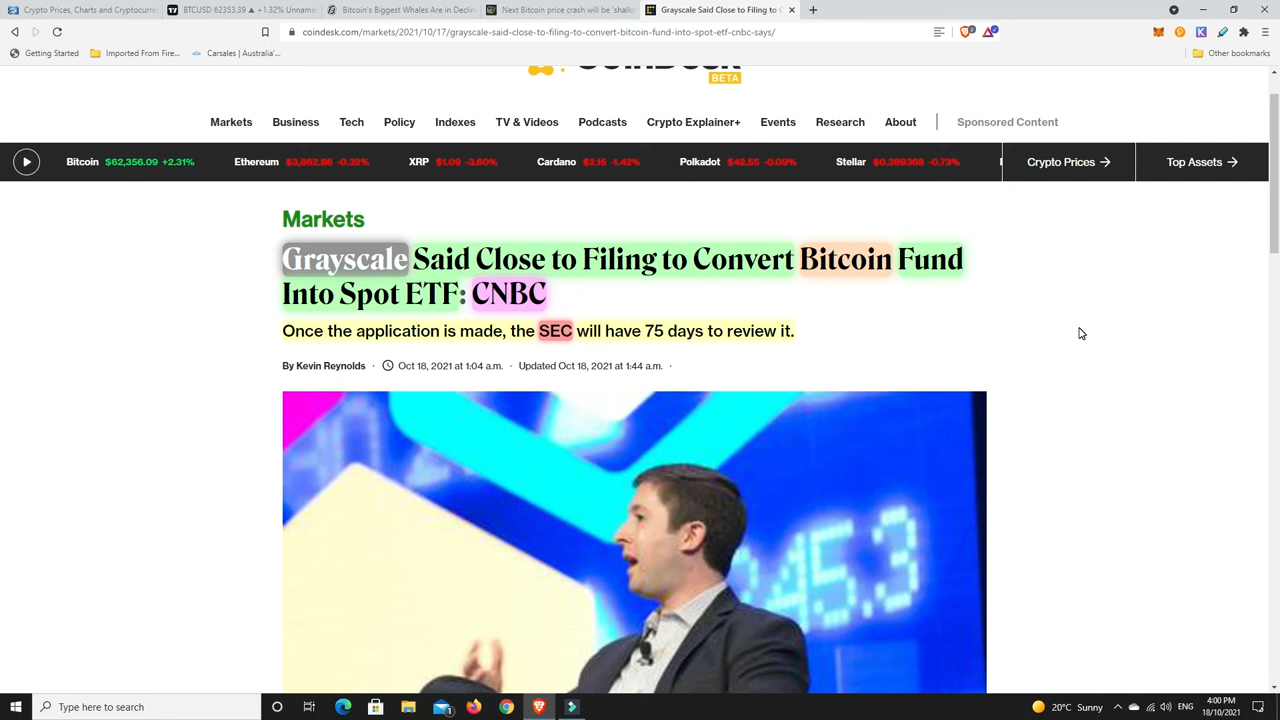 Crypto Prices, Charts and Cryptocurr
BTCUSD 62353.39 ▲ +1.32% Unname
Bitcoin's Biggest Whales Are in Declin
Next Bitcoin price crash will be 'shallo
Grayscale Said Close to Filing to C
coindesk.com/markets/2021/10/17/grayscale-said-close-to-filing-to-convert-bitcoin-fund-into-spot-etf-cnbc-says/
Getting Started
Imported From Fire...
Carsales | Australia'...
Other bookmarks
BETA
Markets
Business
Tech
Policy
Indexes
TV & Videos
Podcasts
Crypto Explainer+
Events
Research
About
Sponsored Content
Bitcoin $62,356.09 +2.31%
Ethereum $3,862.86 -0.32%
XRP $1.09 -3.60%
Cardano $2.15 -1.42%
Polkadot $42.55 -0.09%
Stellar $0.389366 -0.73%
Crypto Prices →
Top Assets →
Markets
Grayscale Said Close to Filing to Convert Bitcoin Fund
Into Spot ETF: CNBC
Once the application is made, the SEC will have 75 days to review it.
By Kevin Reynolds · Oct 18, 2021 at 1:04 a.m. · Updated Oct 18, 2021 at 1:44 a.m. ·
245.3
Type here to search
20°C Sunny
ENG
4:00 PM
18/10/2021